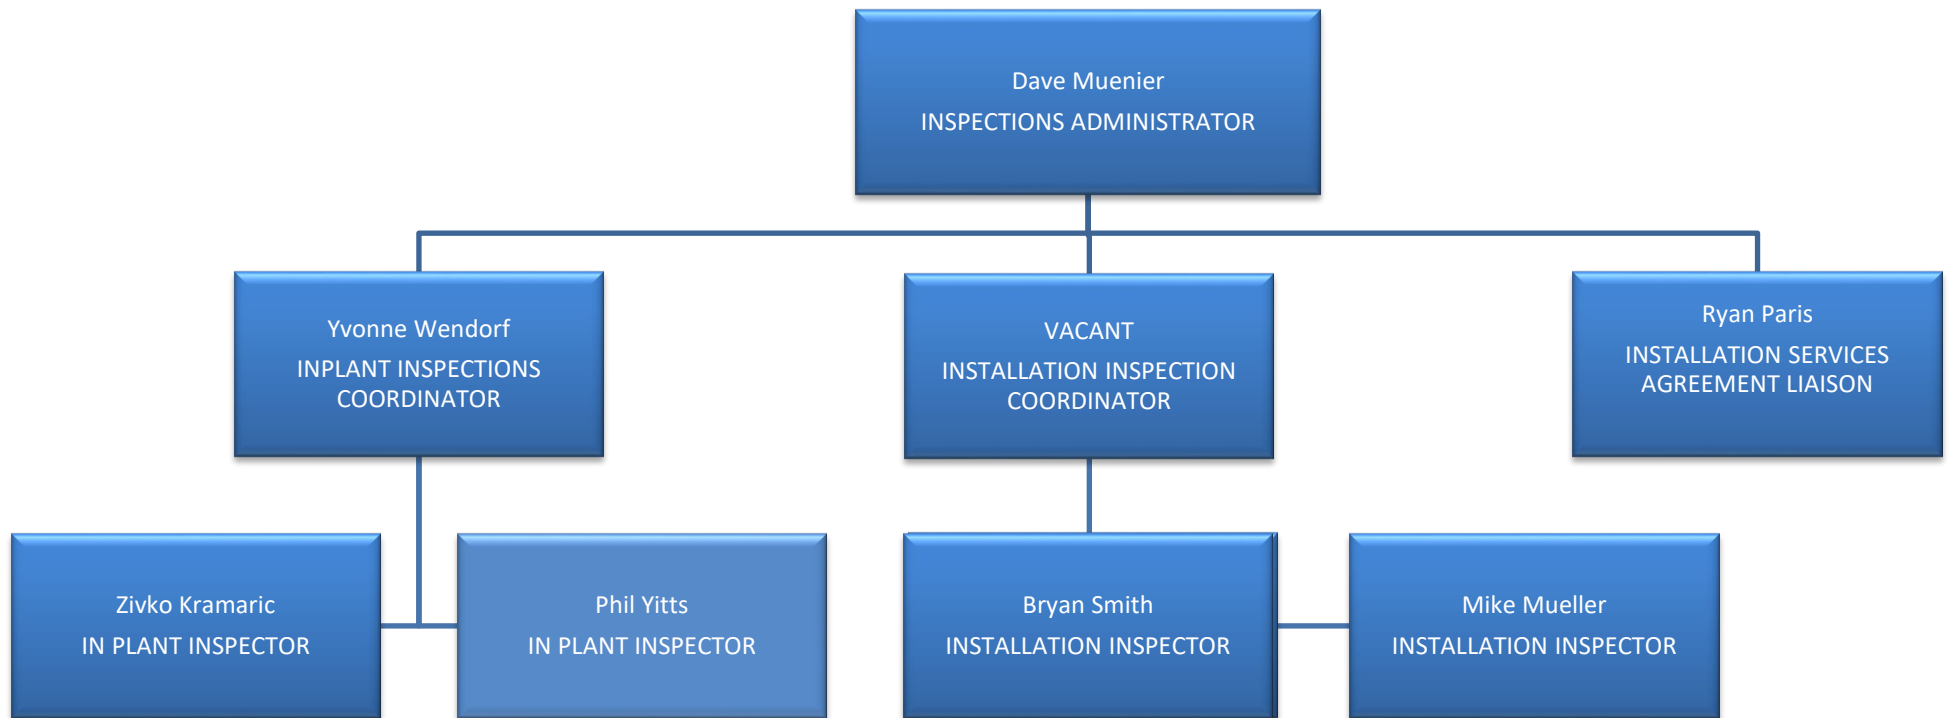 Dave Muenier
INSPECTIONS ADMINISTRATOR
Yvonne Wendorf
INPLANT INSPECTIONS
COORDINATOR
VACANT
INSTALLATION INSPECTION
COORDINATOR
Ryan Paris
INSTALLATION SERVICES
AGREEMENT LIAISON
Zivko Kramaric
IN PLANT INSPECTOR
Phil Yitts
IN PLANT INSPECTOR
Bryan Smith
INSTALLATION INSPECTOR
Mike Mueller
INSTALLATION INSPECTOR